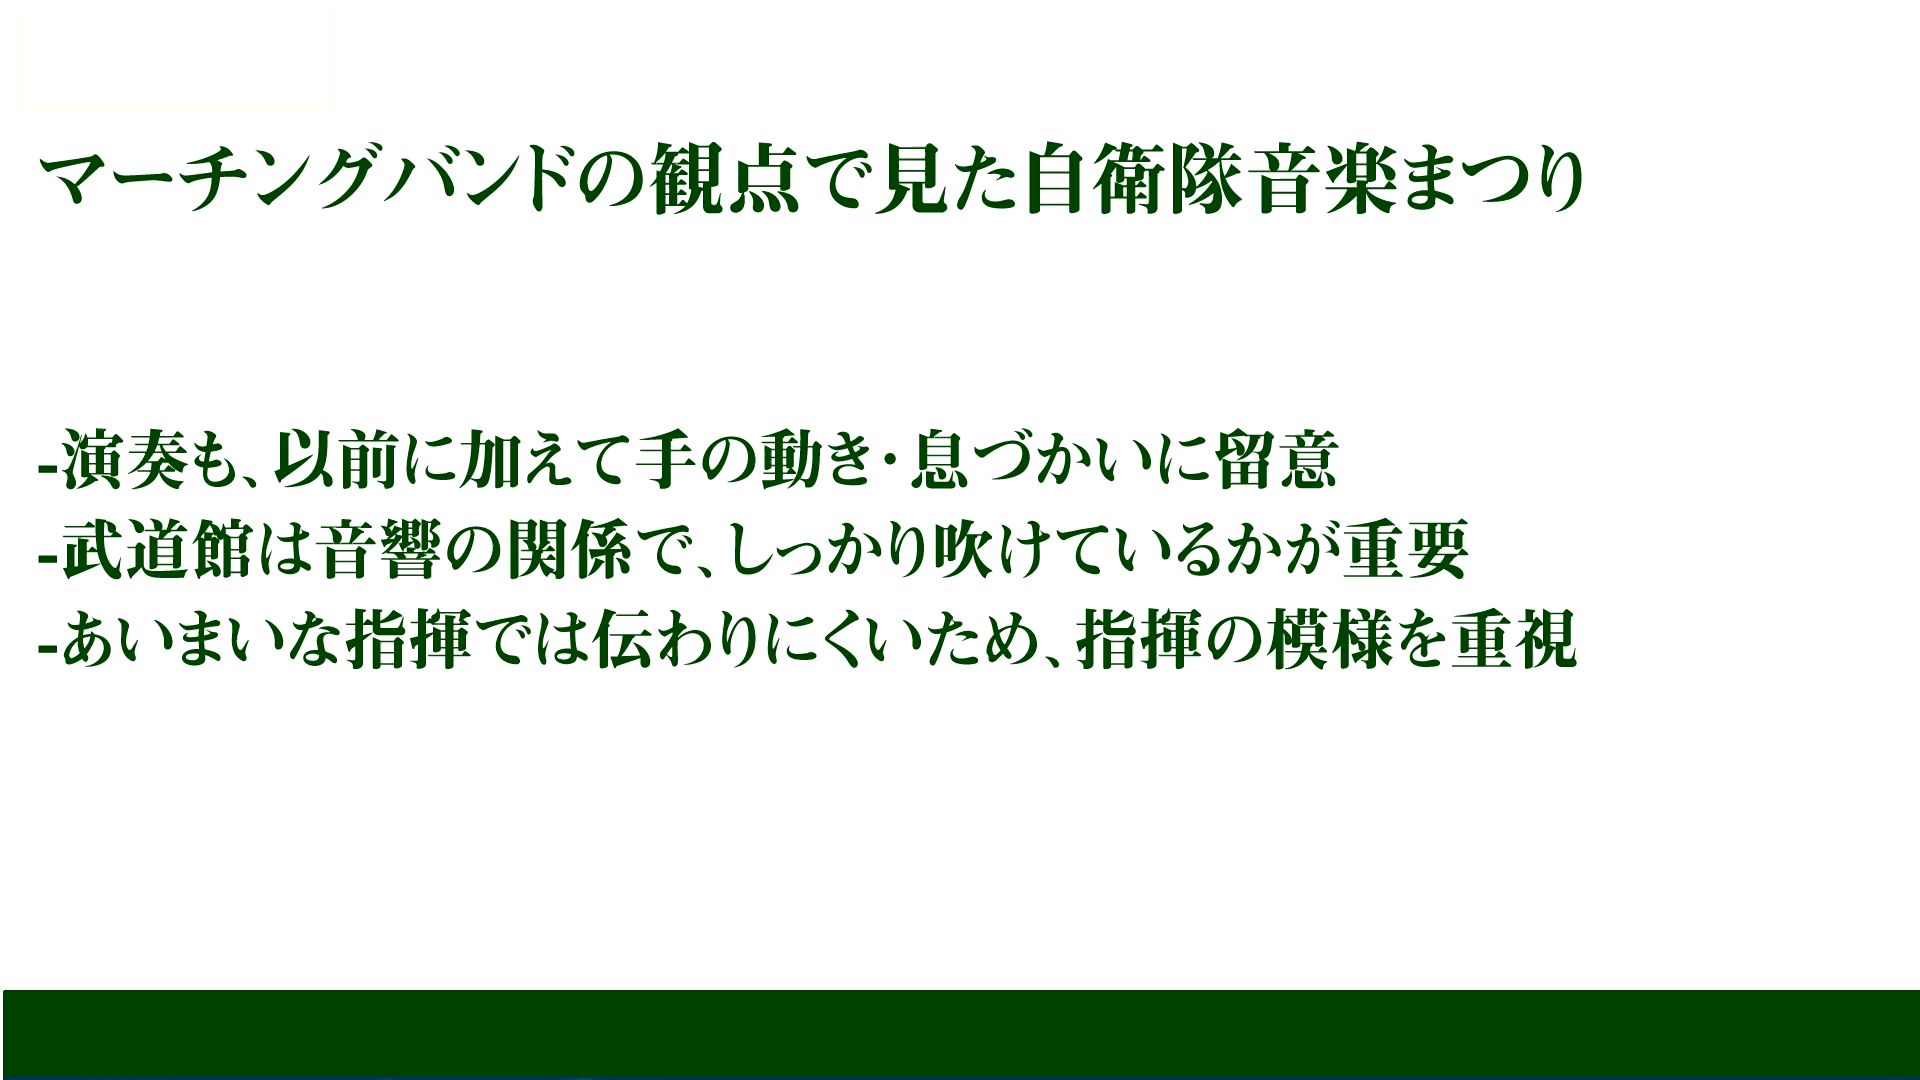 マーチングバンドの観点で見た自衛隊音楽まつり
-演奏も、以前に加えて手の動き・息づかいに留意
-武道館は音響の関係で、しっかり吹けているかが重要
-あいまいな指揮では伝わりにくいため、指揮の模様を重視